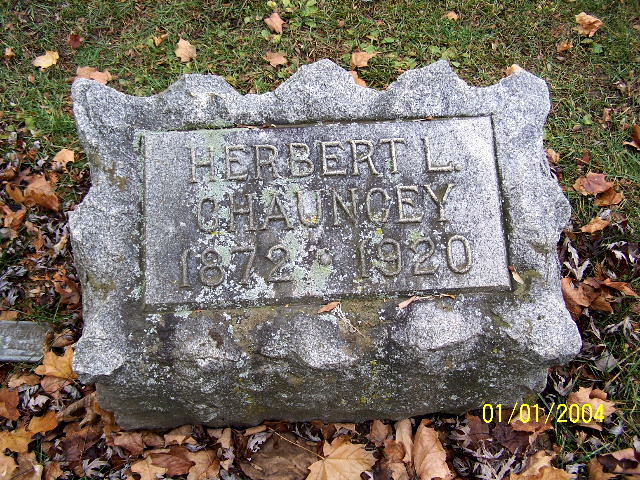 HERBERT L.
CHAUNCEY
1872 • 1920
01/01/2004